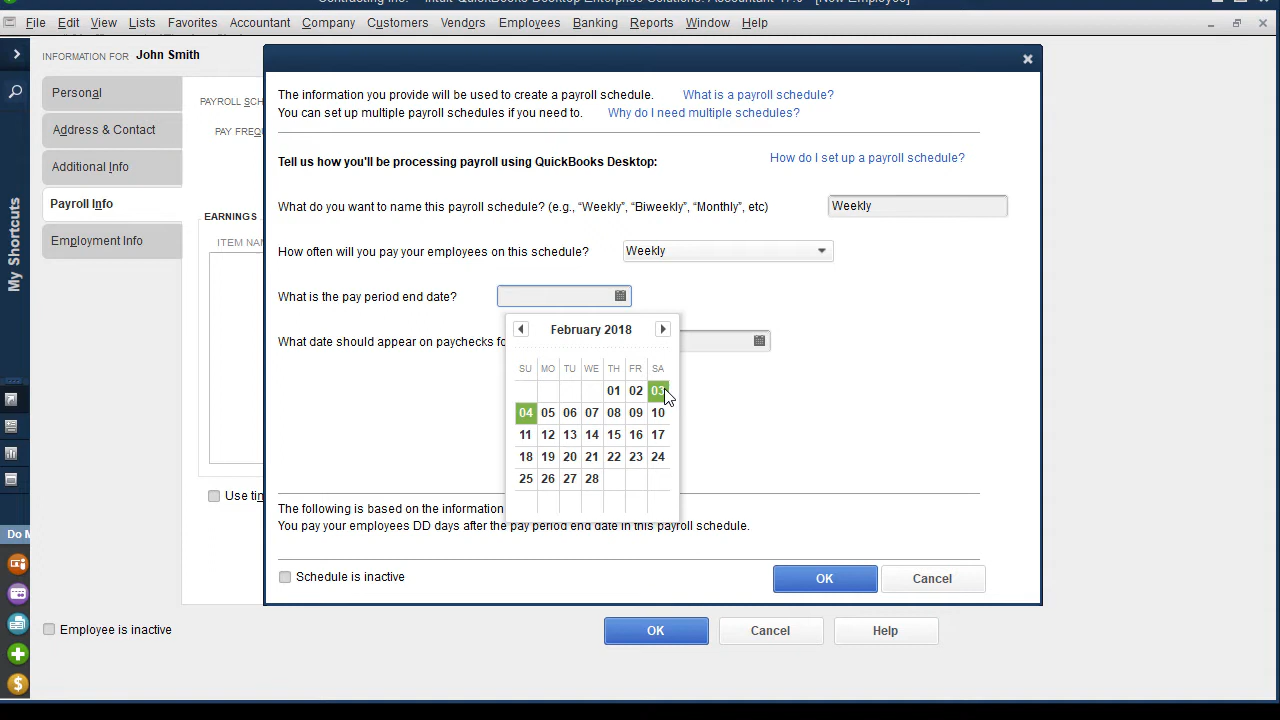 Contracting Inc. - Intuit QuickBooks Desktop Enterprise Solutions: Accountant 17.0 - [New Employee]
File Edit View Lists Favorites Accountant Company Customers Vendors Employees Banking Reports Window Help
INFORMATION FOR John Smith
Personal
Address & Contact
Additional Info
Payroll Info
Employment Info
My Shortcuts
Do M
PAYROLL SCH
PAY FREQ
EARNINGS
ITEM NAM
Use tim
Employee is inactive
The information you provide will be used to create a payroll schedule. What is a payroll schedule?
You can set up multiple payroll schedules if you need to. Why do I need multiple schedules?
Tell us how you'll be processing payroll using QuickBooks Desktop: How do I set up a payroll schedule?
What do you want to name this payroll schedule? (e.g., “Weekly”, “Biweekly”, “Monthly”, etc) Weekly
How often will you pay your employees on this schedule? Weekly
What is the pay period end date?
What date should appear on paychecks fo
February 2018
SU MO TU WE TH FR SA
01 02 03
04 05 06 07 08 09 10
11 12 13 14 15 16 17
18 19 20 21 22 23 24
25 26 27 28
The following is based on the information
You pay your employees DD days after the pay period end date in this payroll schedule.
Schedule is inactive
OK Cancel
OK Cancel Help